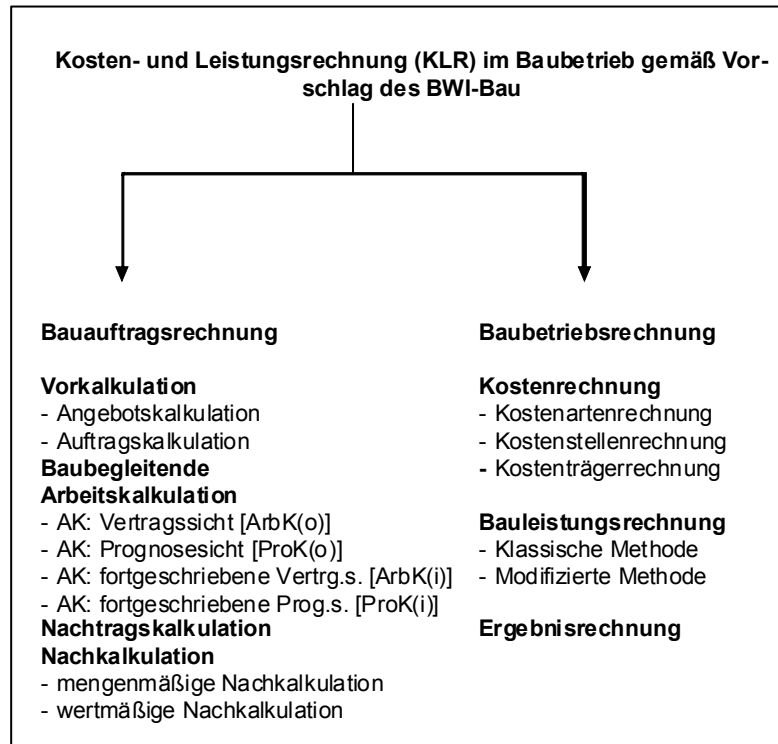 Kosten- und Leistungsrechnung (KLR) im Baubetrieb gemäß Vor-
schlag des BWI-Bau
Bauauftragsrechnung
Vorkalkulation
- Angebotskalkulation
- Auftragskalkulation
Baubegleitende
Arbeitskalkulation
- AK: Vertragssicht [ArbK(o)]
- AK: Prognosesicht [ProK(o)]
- AK: fortgeschriebene Vertrg.s. [ArbK(i)]
- AK: fortgeschriebene Prog.s. [ProK(i)]
Nachtragskalkulation
Nachkalkulation
- mengenmäßige Nachkalkulation
- wertmäßige Nachkalkulation
Baubetriebsrechnung
Kostenrechnung
- Kostenartenrechnung
- Kostenstellenrechnung
- Kostenträgerrechnung
Bauleistungsrechnung
- Klassische Methode
- Modifizierte Methode
Ergebnisrechnung